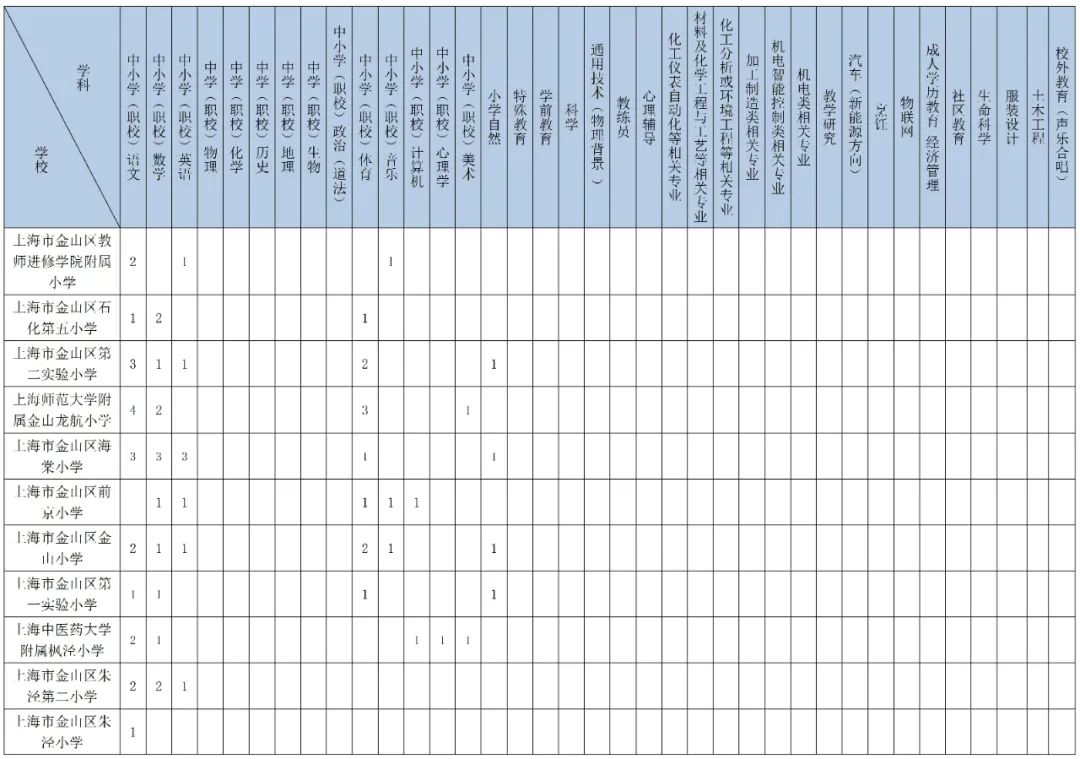 学科
学校
中小学（职校）语文
中小学（职校）数学
中小学（职校）英语
中学（职校）物理
中学（职校）化学
中学（职校）历史
中学（职校）地理
中学（职校）生物
中小学（职校）政治（道法）
中小学（职校）体育
中小学（职校）音乐
中小学（职校）计算机
中小学（职校）心理学
中小学（职校）美术
小学自然
特殊教育
学前教育
科学
通用技术（物理背景）
教练员
心理辅导
化工仪表自动化等相关专业
材料及化学工程与工艺等相关专业
化工分析或环境工程等相关专业
加工制造类相关专业
机电智能控制类相关专业
机电类相关专业
教学研究
汽车（新能源方向）
烹饪
物联网
成人学历教育 经济管理
社区教育
生命科学
服装设计
土木工程
校外教育（声乐合唱）
上海市金山区教
师进修学院附属
小学
2 1 1
上海市金山区石
化第五小学
1 2 1
上海市金山区第
二实验小学
3 1 1 2 1
上海师范大学附
属金山龙航小学
4 2 3 1
上海市金山区海
棠小学
3 3 3 1 1
上海市金山区前
京小学
1 1 1 1 1
上海市金山区金
山小学
2 1 1 2 1 1
上海市金山区第
一实验小学
1 1 1 1
上海中医药大学
附属枫泾小学
2 1 1 1 1
上海市金山区朱
泾第二小学
2 2 1
上海市金山区朱
泾小学
1